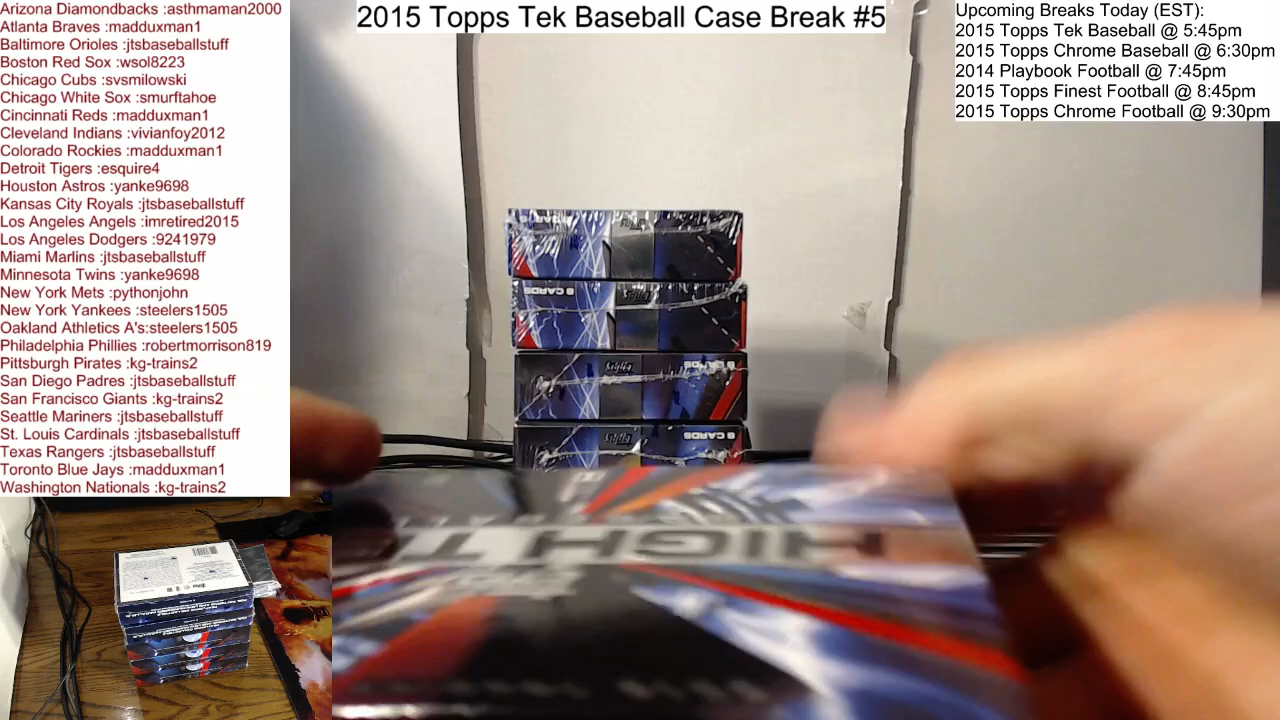 Arizona Diamondbacks :asthmaman2000
Atlanta Braves :madduxman1
Baltimore Orioles :jtsbaseballstuff
Boston Red Sox :wsol8223
Chicago Cubs :svsmilowski
Chicago White Sox :smurftahoe
Cincinnati Reds :madduxman1
Cleveland Indians :vivianfoy2012
Colorado Rockies :madduxman1
Detroit Tigers :esquire4
Houston Astros :yanke9698
Kansas City Royals :jtsbaseballstuff
Los Angeles Angels :imretired2015
Los Angeles Dodgers :9241979
Miami Marlins :jtsbaseballstuff
Minnesota Twins :yanke9698
New York Mets :pythonjohn
New York Yankees :steelers1505
Oakland Athletics A's:steelers1505
Philadelphia Phillies :robertmorrison819
Pittsburgh Pirates :kg-trains2
San Diego Padres :jtsbaseballstuff
San Francisco Giants :kg-trains2
Seattle Mariners :jtsbaseballstuff
St. Louis Cardinals :jtsbaseballstuff
Texas Rangers :jtsbaseballstuff
Toronto Blue Jays :madduxman1
Washington Nationals :kg-trains2
2015 Topps Tek Baseball Case Break #5
Upcoming Breaks Today (EST):
2015 Topps Tek Baseball @ 5:45pm
2015 Topps Chrome Baseball @ 6:30pm
2014 Playbook Football @ 7:45pm
2015 Topps Finest Football @ 8:45pm
2015 Topps Chrome Football @ 9:30pm
8 CARDS
8 CARDS
8 CARDS
8 CARDS
HIGH T